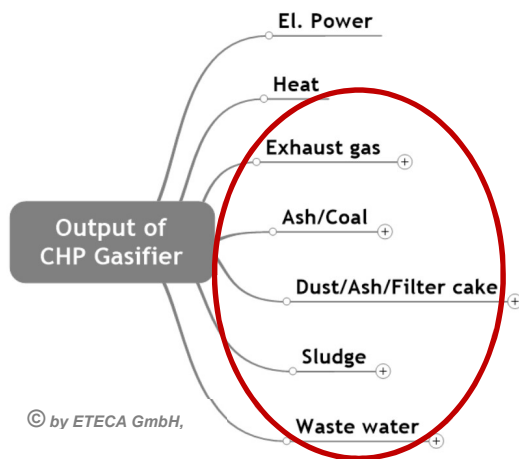 El. Power
Heat
Exhaust gas
Output of
CHP Gasifier
Ash/Coal
Dust/Ash/Filter cake
Sludge
Waste water
© by ETECA GmbH,